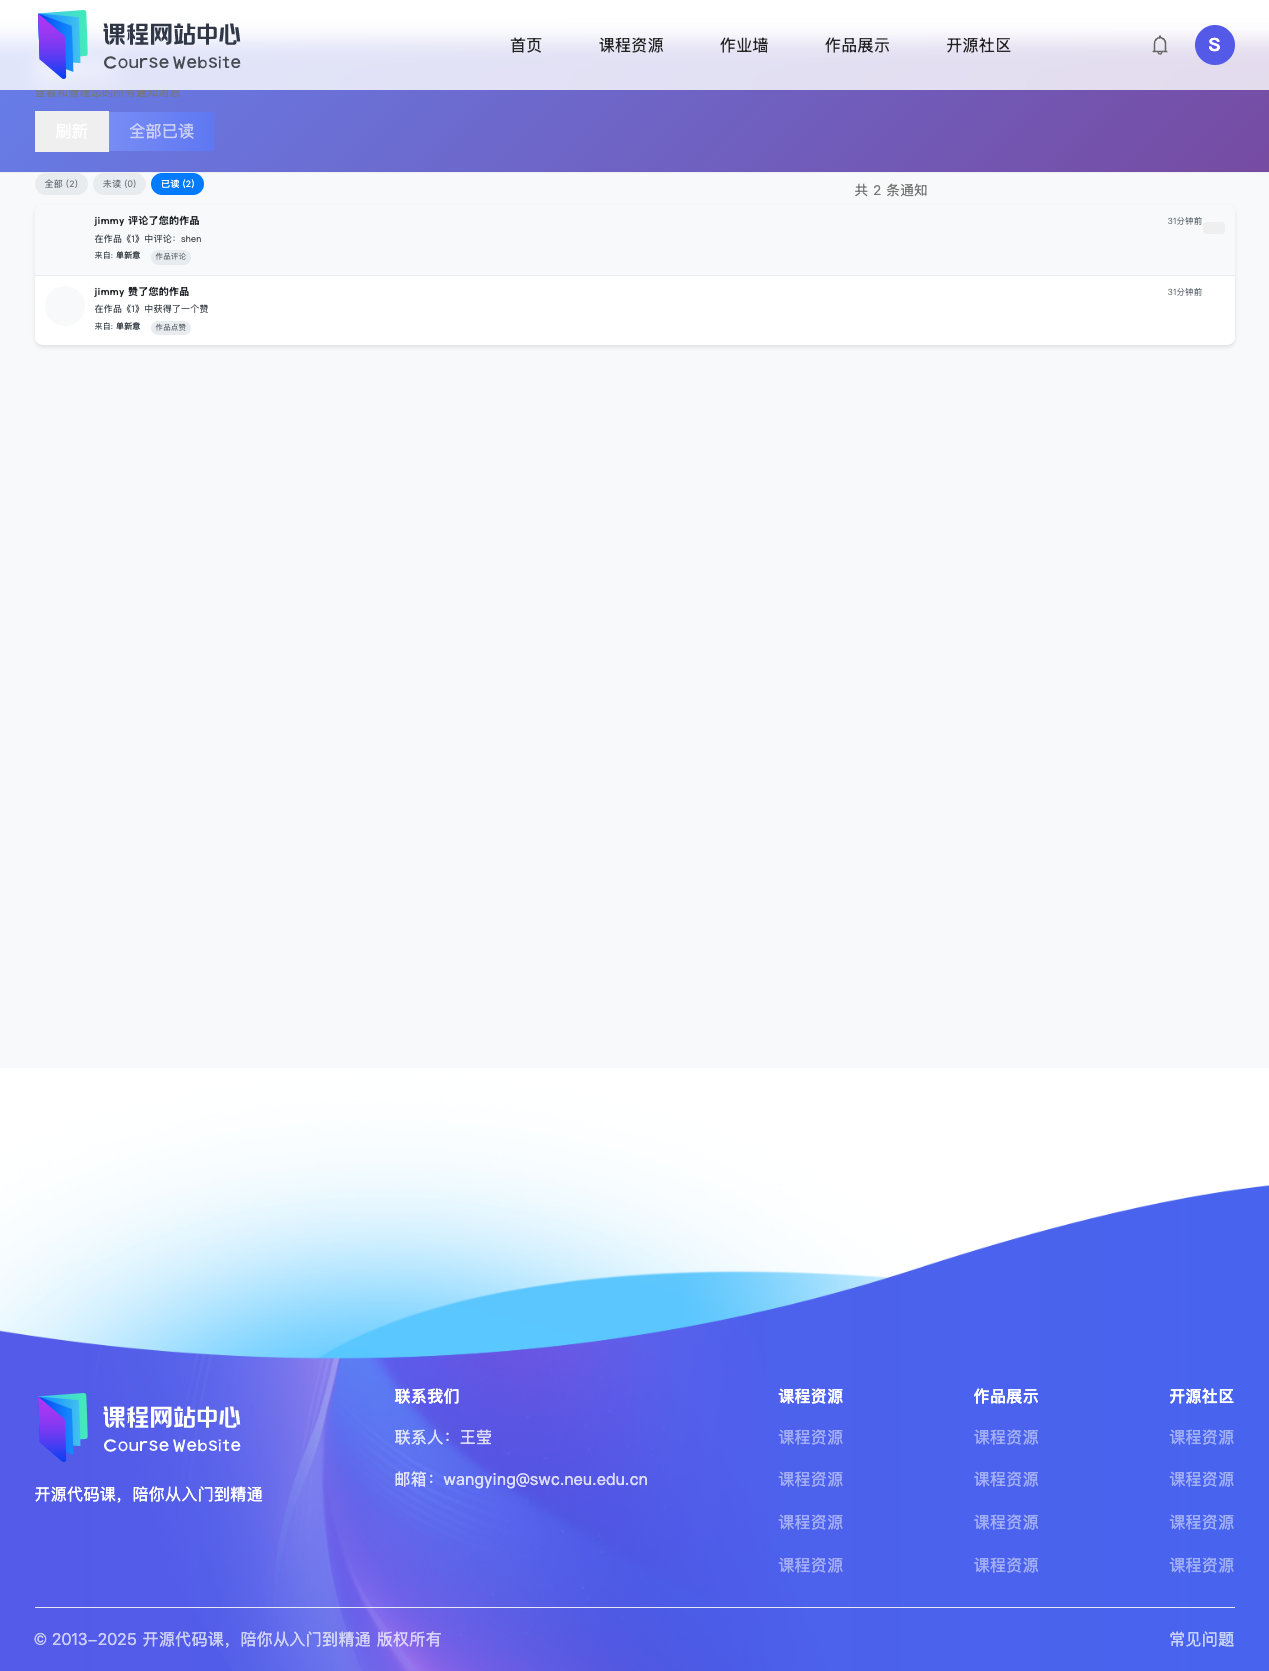 课程网站中心
Course Website
首页 课程资源 作业墙 作品展示 开源社区
S
刷新 全部已读
全部 (2) 未读 (0) 已读 (2)
共 2 条通知
jimmy 评论了您的作品
31分钟前
在作品《1》中评论：shen
来自: 单新意 作品评论
jimmy 赞了您的作品
31分钟前
在作品《1》中获得了一个赞
来自: 单新意 作品点赞
课程网站中心
Course Website
开源代码课，陪你从入门到精通
联系我们
联系人：王莹
邮箱：wangying@swc.neu.edu.cn
课程资源
课程资源
课程资源
课程资源
课程资源
作品展示
课程资源
课程资源
课程资源
课程资源
开源社区
课程资源
课程资源
课程资源
课程资源
© 2013-2025 开源代码课，陪你从入门到精通 版权所有
常见问题